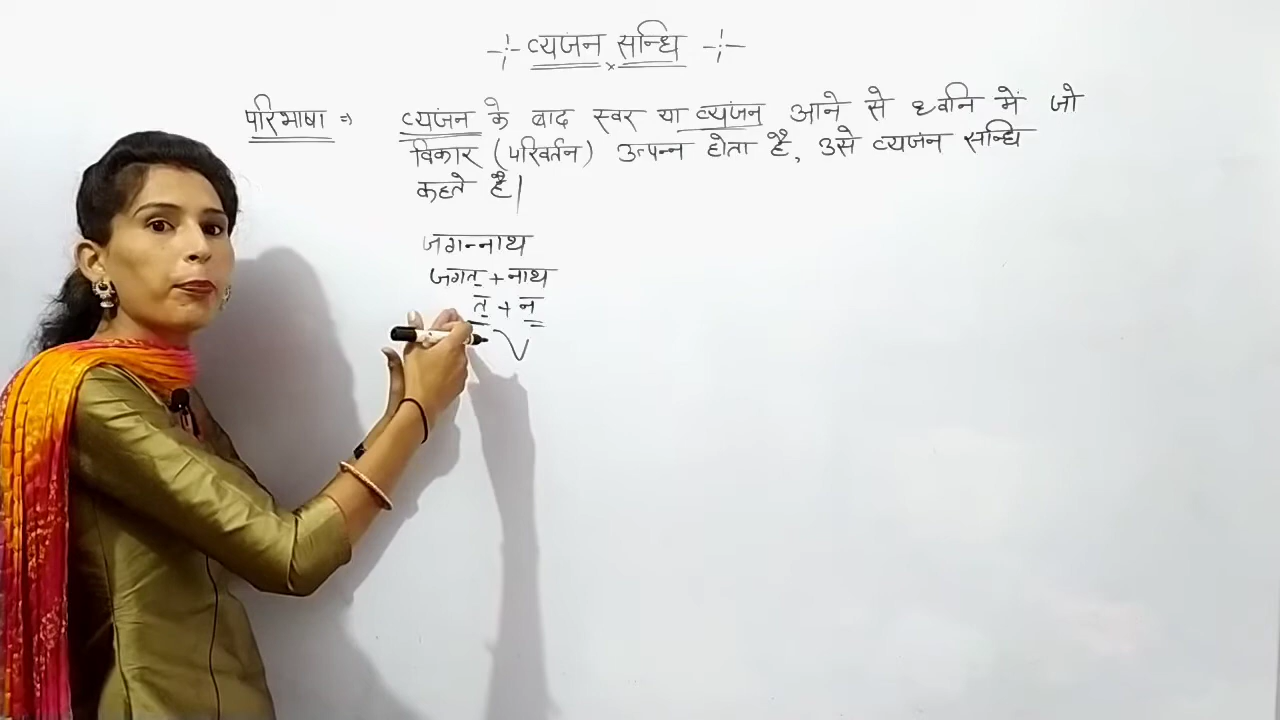 व्यंजन सन्धि
परिभाषा ⇒ व्यंजन के बाद स्वर या व्यंजन आने से ध्वनि में जो
विकार (परिवर्तन) उत्पन्न होता है, उसे व्यंजन सन्धि
कहते हैं|
जगन्नाथ
जगत् + नाथ
त् + न